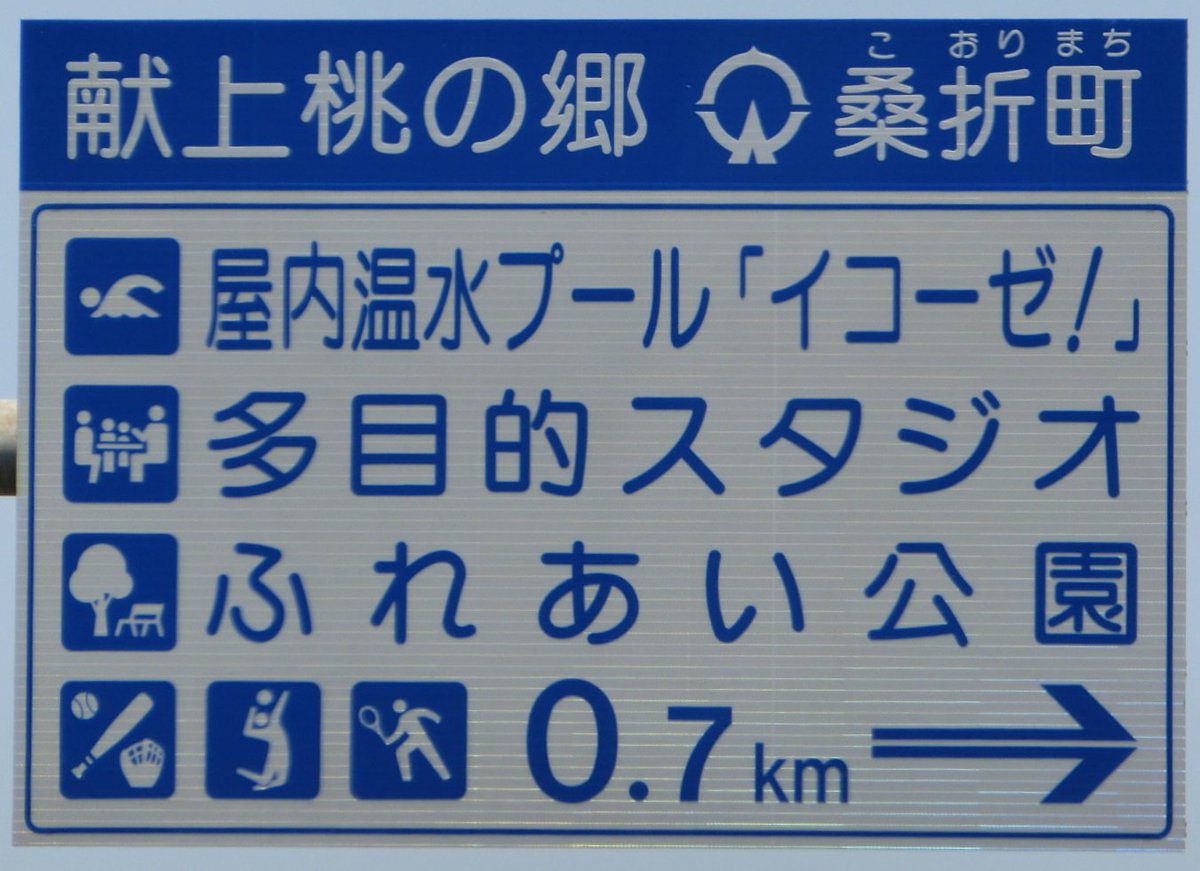 こおりまち
献上桃の郷 桑折町
屋内温水プール「イコーゼ!」
多目的スタジオ
ふれあい公園
0.7km